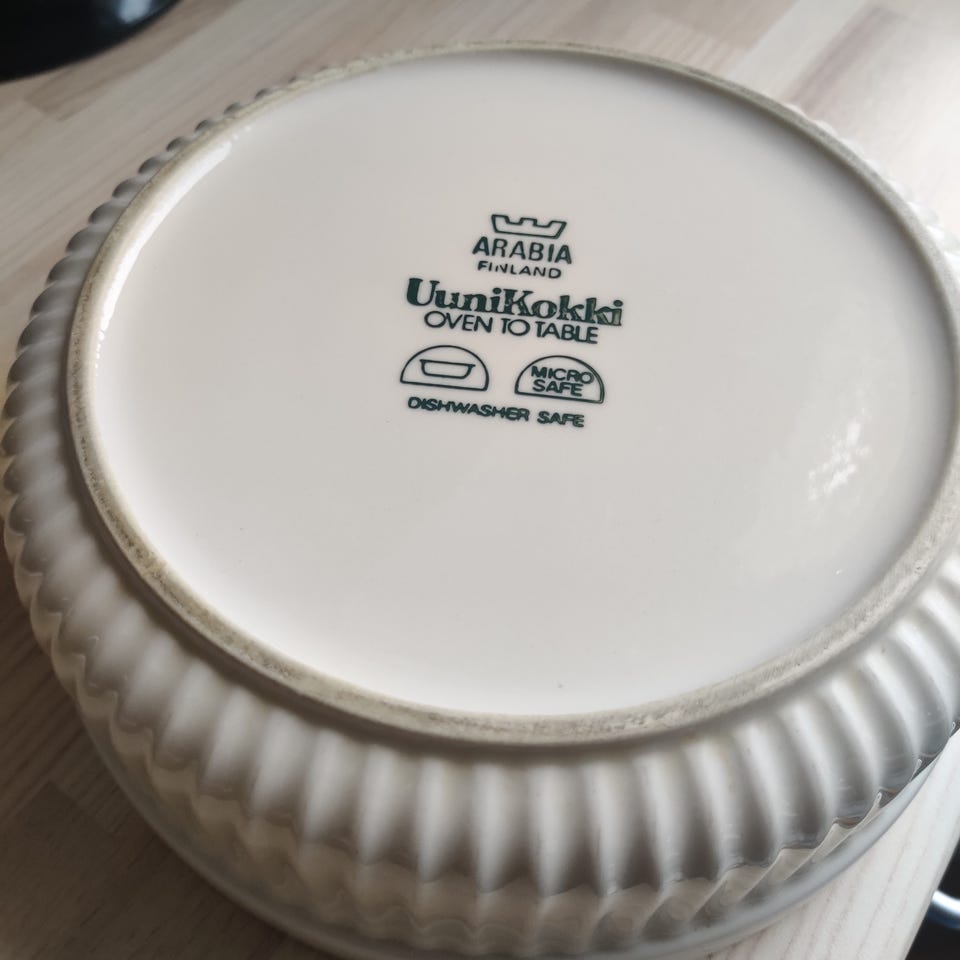 ARABIA
FINLAND
UuniKokki
OVEN TO TABLE
MICRO
SAFE
DISHWASHER SAFE